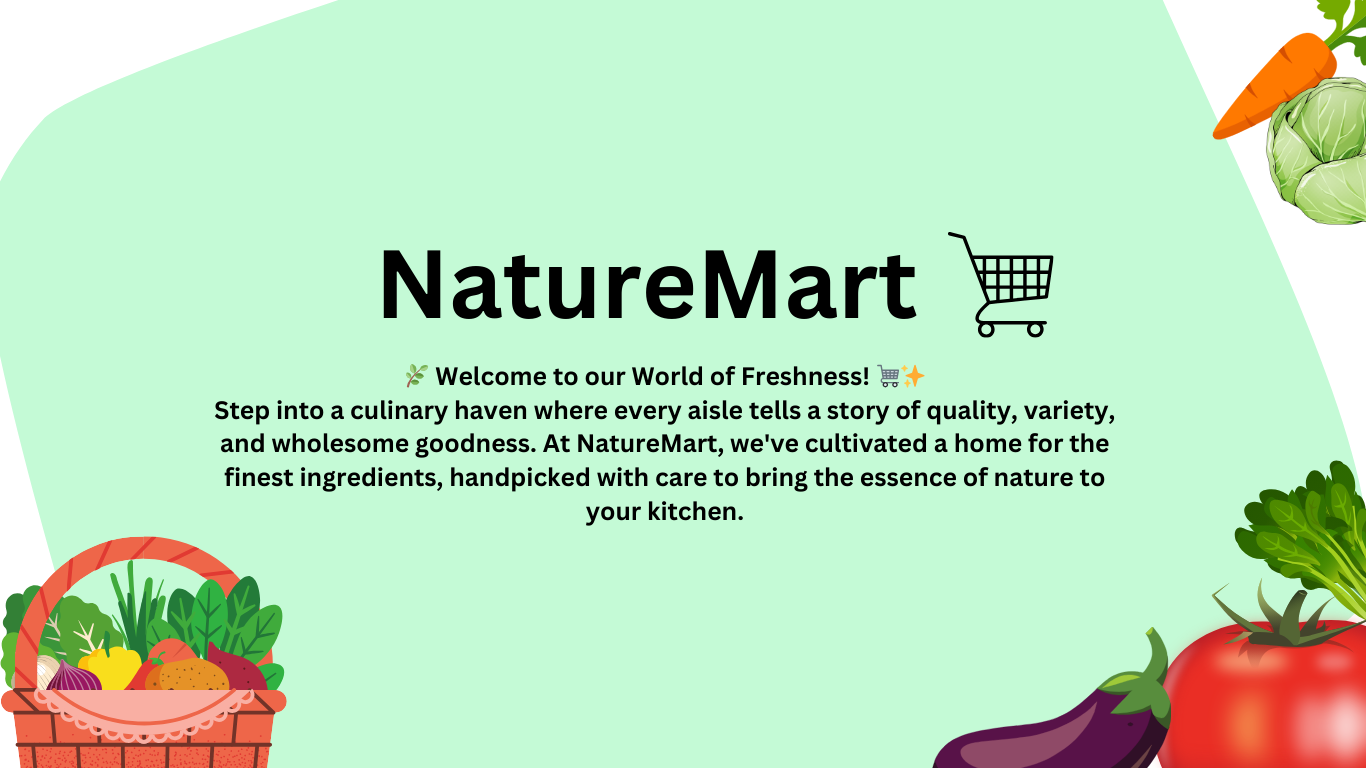 NatureMart
🌿 Welcome to our World of Freshness! 🛒✨
Step into a culinary haven where every aisle tells a story of quality, variety,
and wholesome goodness. At NatureMart, we've cultivated a home for the
finest ingredients, handpicked with care to bring the essence of nature to
your kitchen.